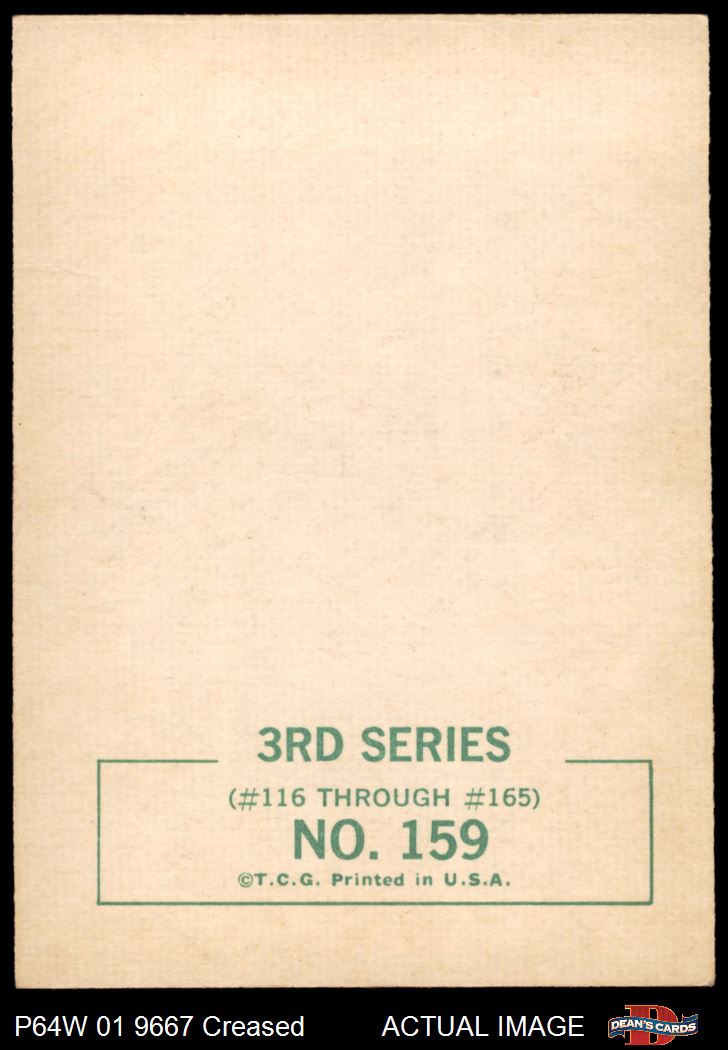 3RD SERIES
(#116 THROUGH #165)
NO. 159
©T.C.G. Printed in U.S.A.
P64W 01 9667 Creased
ACTUAL IMAGE
DEAN'S CARDS